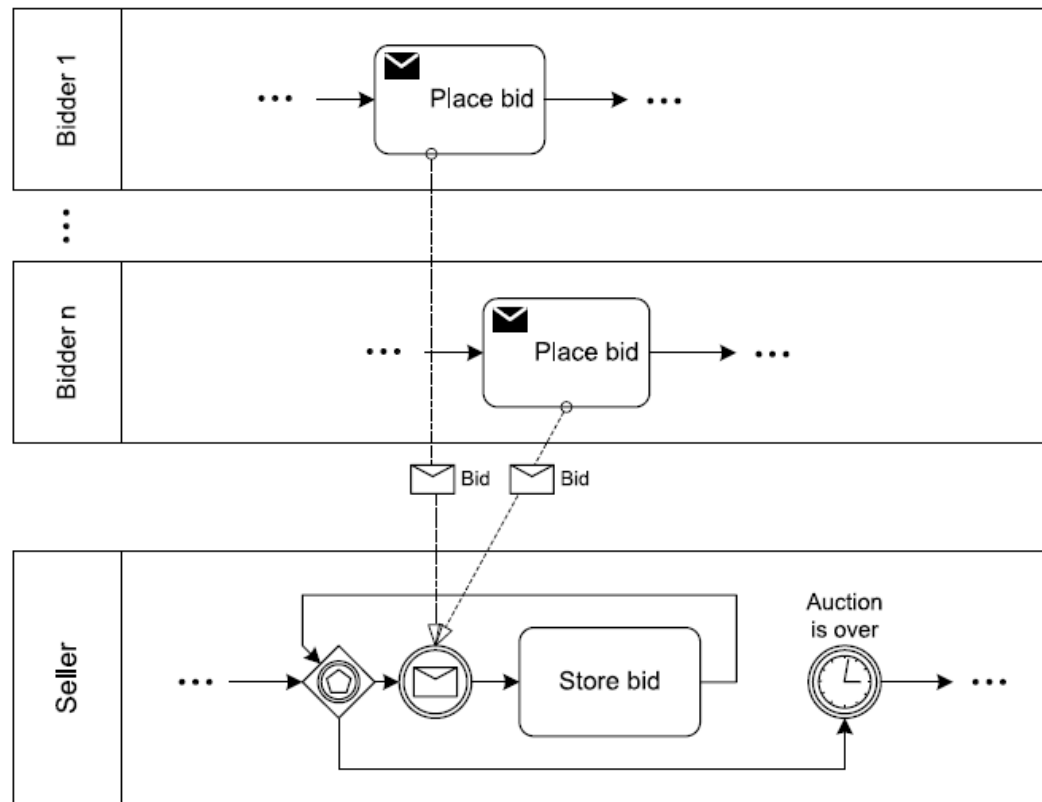 Bidder 1
Place bid
Bidder n
Place bid
Bid
Bid
Seller
Store bid
Auction
is over